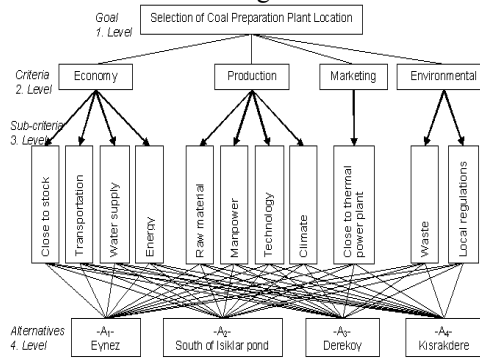 Goal
1. Level
Selection of Coal Preparation Plant Location
Criteria
2. Level
Economy
Production
Marketing
Environmental
Sub-criteria
3. Level
Close to stock
Transportation
Water supply
Energy
Raw material
Manpower
Technology
Climate
Close to thermal
power plant
Waste
Local regulations
Alternatives
4. Level
-A1-
Eynez
-A2-
South of Isiklar pond
-A3-
Derekoy
-A4-
Kısrakdere